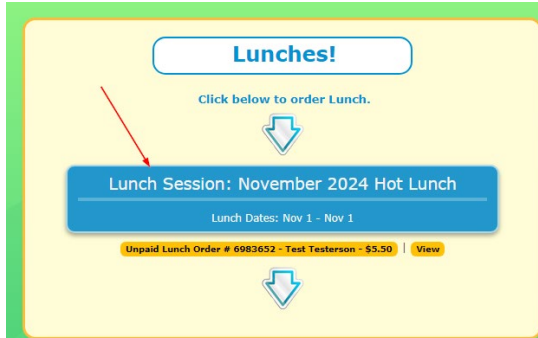 Lunches!
Click below to order Lunch.
Lunch Session: November 2024 Hot Lunch
Lunch Dates: Nov 1 - Nov 1
Unpaid Lunch Order # 6983652 - Test Testerson - $5.50 | View